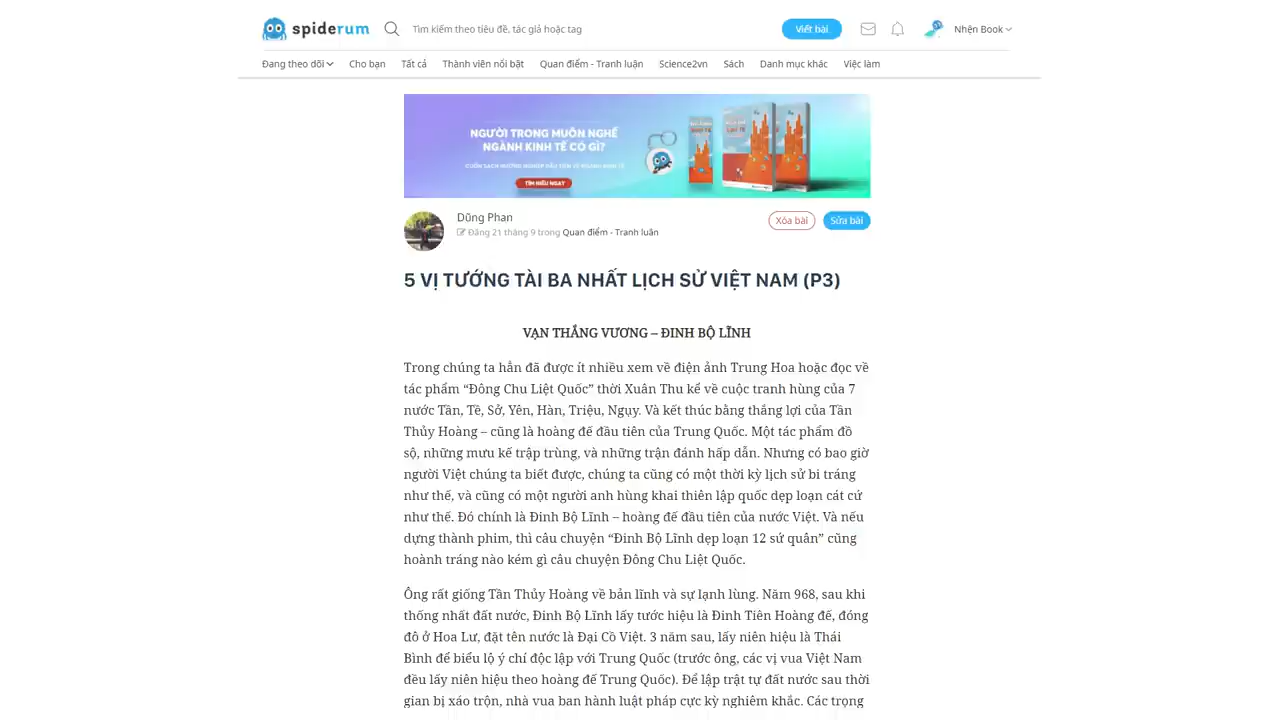 spiderum
Tìm kiếm theo tiêu đề, tác giả hoặc tag
Viết bài
Nhện Book
Đang theo dõi
Cho bạn
Tất cả
Thành viên nổi bật
Quan điểm - Tranh luận
Science2vn
Sách
Danh mục khác
Việc làm
NGƯỜI TRONG MUÔN NGHỀ
NGÀNH KINH TẾ CÓ GÌ?
CUỐN SÁCH HƯỚNG NGHIỆP ĐẦU TIÊN VỀ NGÀNH KINH TẾ
TÌM HIỂU NGAY
Dũng Phan
Đăng 21 tháng 9 trong Quan điểm - Tranh luận
Xóa bài
Sửa bài
5 VỊ TƯỚNG TÀI BA NHẤT LỊCH SỬ VIỆT NAM (P3)
VẠN THẮNG VƯƠNG – ĐINH BỘ LĨNH
Trong chúng ta hẳn đã được ít nhiều xem về điện ảnh Trung Hoa hoặc đọc về
tác phẩm “Đông Chu Liệt Quốc” thời Xuân Thu kể về cuộc tranh hùng của 7
nước Tần, Tề, Sở, Yên, Hàn, Triệu, Ngụy. Và kết thúc bằng thắng lợi của Tần
Thủy Hoàng – cũng là hoàng đế đầu tiên của Trung Quốc. Một tác phẩm đồ
sộ, những mưu kế trập trùng, và những trận đánh hấp dẫn. Nhưng có bao giờ
người Việt chúng ta biết được, chúng ta cũng có một thời kỳ lịch sử bi tráng
như thế, và cũng có một người anh hùng khai thiên lập quốc dẹp loạn cát cứ
như thế. Đó chính là Đinh Bộ Lĩnh – hoàng đế đầu tiên của nước Việt. Và nếu
dựng thành phim, thì câu chuyện “Đinh Bộ Lĩnh dẹp loạn 12 sứ quân” cũng
hoành tráng nào kém gì câu chuyện Đông Chu Liệt Quốc.
Ông rất giống Tần Thủy Hoàng về bản lĩnh và sự lạnh lùng. Năm 968, sau khi
thống nhất đất nước, Đinh Bộ Lĩnh lấy tước hiệu là Đinh Tiên Hoàng đế, đóng
đô ở Hoa Lư, đặt tên nước là Đại Cồ Việt. 3 năm sau, lấy niên hiệu là Thái
Bình để biểu lộ ý chí độc lập với Trung Quốc (trước ông, các vị vua Việt Nam
đều lấy niên hiệu theo hoàng đế Trung Quốc). Để lập trật tự đất nước sau thời
gian bị xáo trộn, nhà vua ban hành luật pháp cực kỳ nghiêm khắc. Các trọng